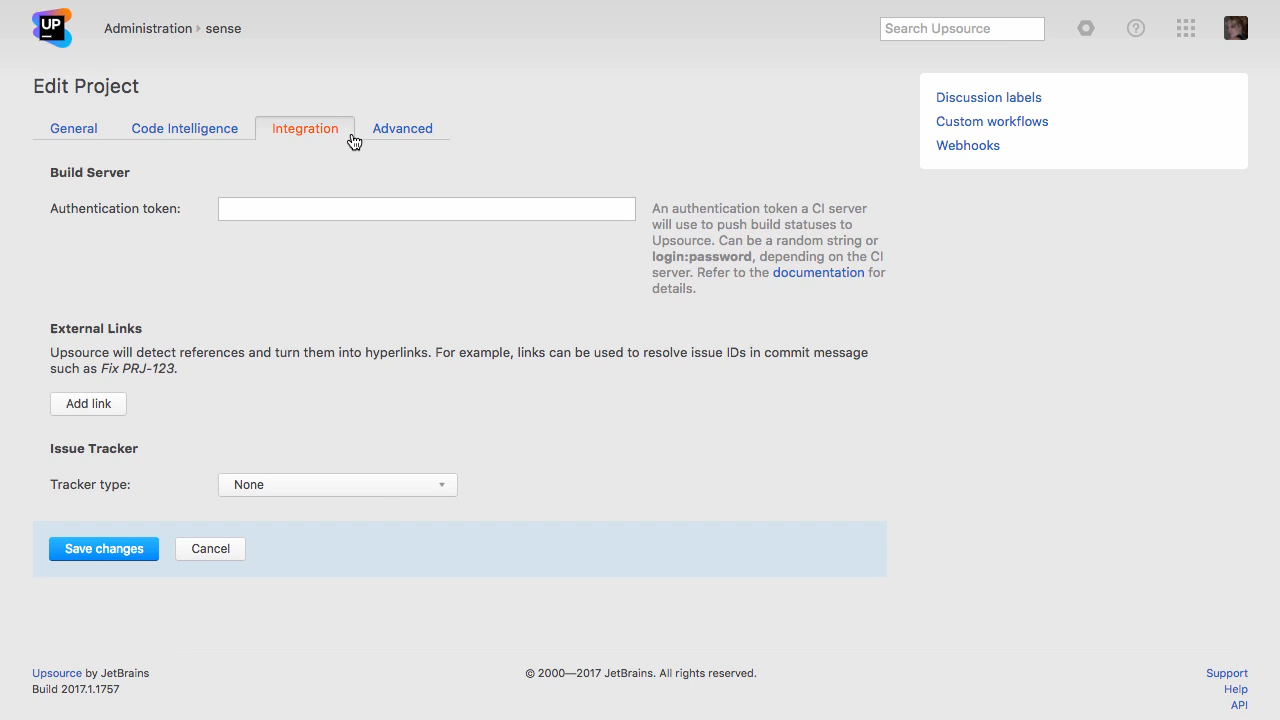 UP
Administration › sense
Search Upsource
Edit Project
General
Code Intelligence
Integration
Advanced
Discussion labels
Custom workflows
Webhooks
Build Server
Authentication token:
An authentication token a CI server
will use to push build statuses to
Upsource. Can be a random string or
login:password, depending on the CI
server. Refer to the documentation for
details.
External Links
Upsource will detect references and turn them into hyperlinks. For example, links can be used to resolve issue IDs in commit message
such as Fix PRJ-123.
Add link
Issue Tracker
Tracker type:
None
Save changes
Cancel
Upsource by JetBrains
Build 2017.1.1757
© 2000—2017 JetBrains. All rights reserved.
Support
Help
API